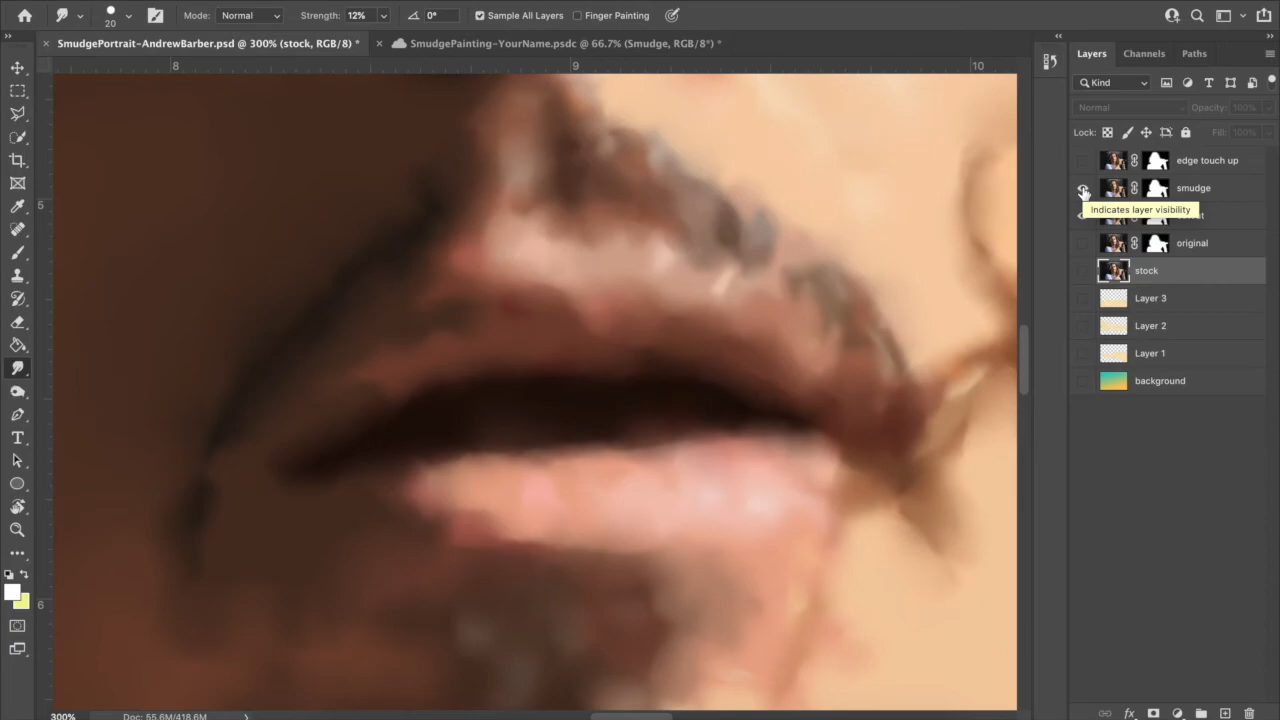 20 Mode: Normal Strength: 12% 0° Sample All Layers Finger Painting
SmudgePortrait-AndrewBarber.psd @ 300% (stock, RGB/8) * SmudgePainting-YourName.psdc @ 66.7% (Smudge, RGB/8*) *
8 9 10
5
6
Layers Channels Paths
Kind
Normal Opacity: 100%
Lock: Fill: 100%
edge touch up
smudge
Indicates layer visibility
original
stock
Layer 3
Layer 2
Layer 1
background
300% Doc: 55.6M/418.6M